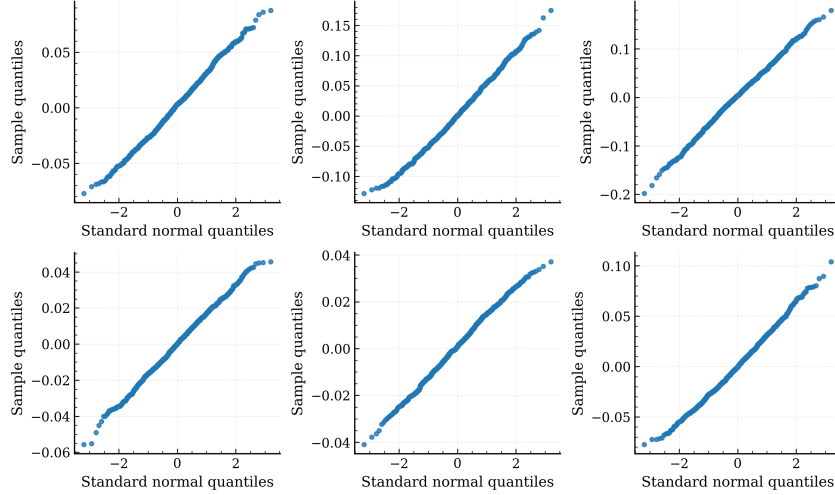 Sample quantiles
0.05
0.00
−0.05
−2 0 2
Standard normal quantiles
Sample quantiles
0.15
0.10
0.05
0.00
−0.05
−0.10
−2 0 2
Standard normal quantiles
Sample quantiles
0.1
0.0
−0.1
−0.2
−2 0 2
Standard normal quantiles
Sample quantiles
0.04
0.02
0.00
−0.02
−0.04
−0.06
−2 0 2
Standard normal quantiles
Sample quantiles
0.04
0.02
0.00
−0.02
−0.04
−2 0 2
Standard normal quantiles
Sample quantiles
0.10
0.05
0.00
−0.05
−2 0 2
Standard normal quantiles